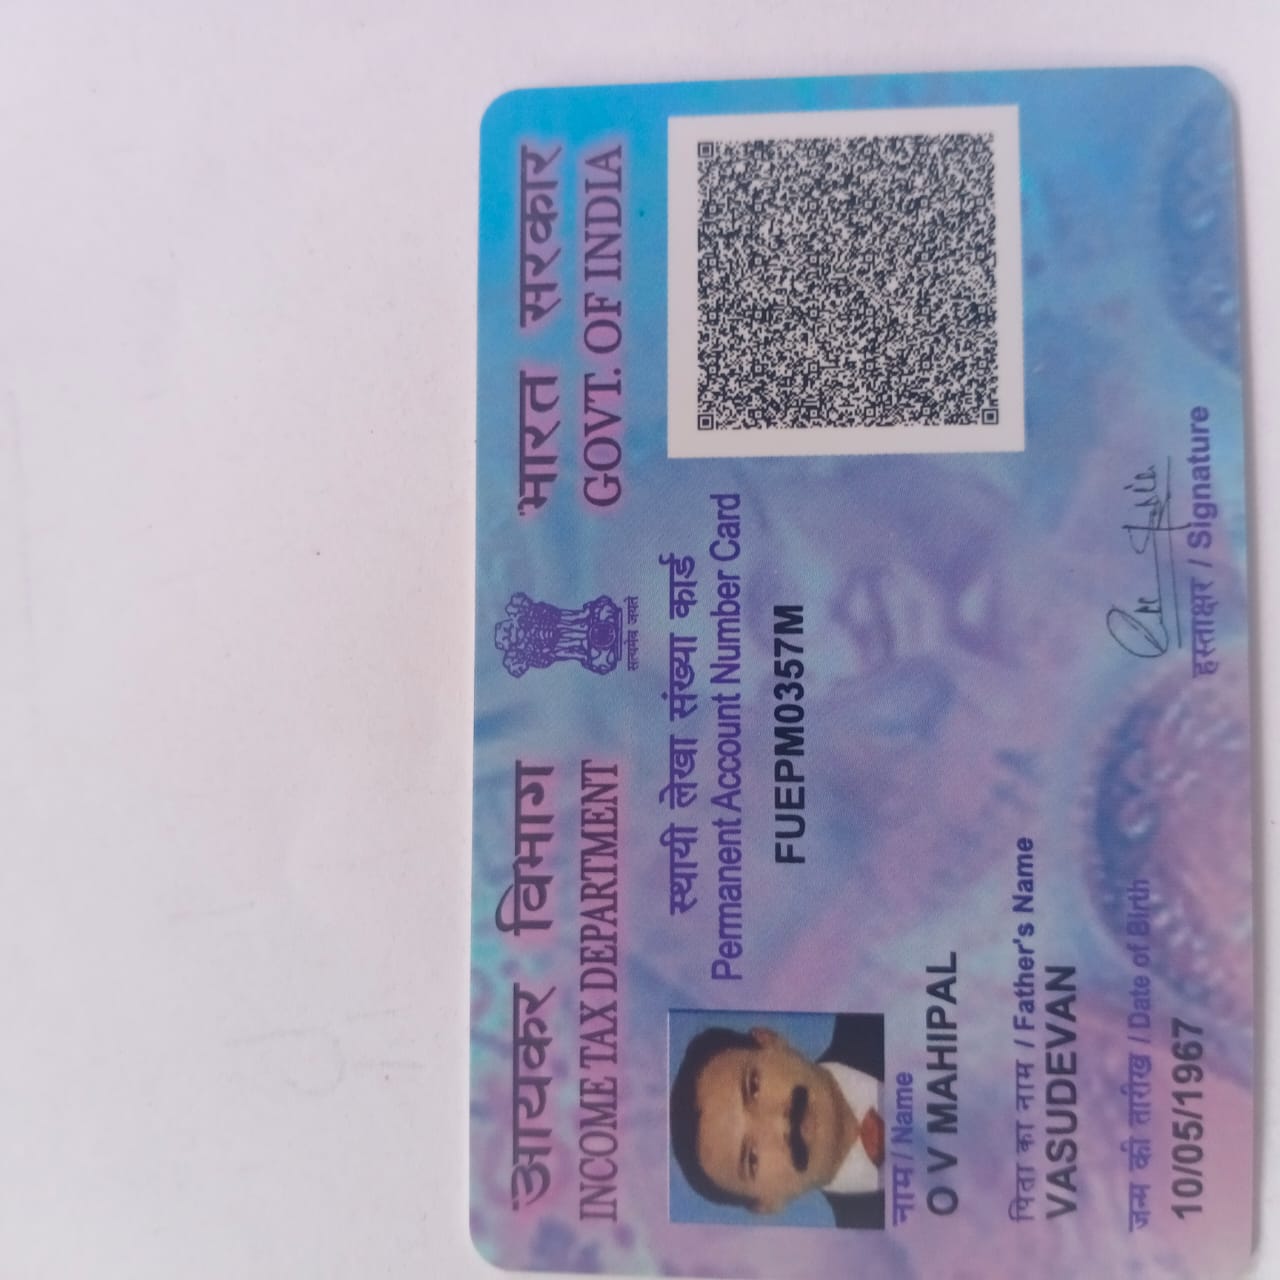 आयकर विभाग
INCOME TAX DEPARTMENT
सत्यमेव जयते
भारत सरकार
GOVT. OF INDIA
स्थायी लेखा संख्या कार्ड
Permanent Account Number Card
FUEPM0357M
नाम / Name
O V MAHIPAL
पिता का नाम / Father's Name
VASUDEVAN
जन्म की तारीख / Date of Birth
10/05/1967
हस्ताक्षर / Signature